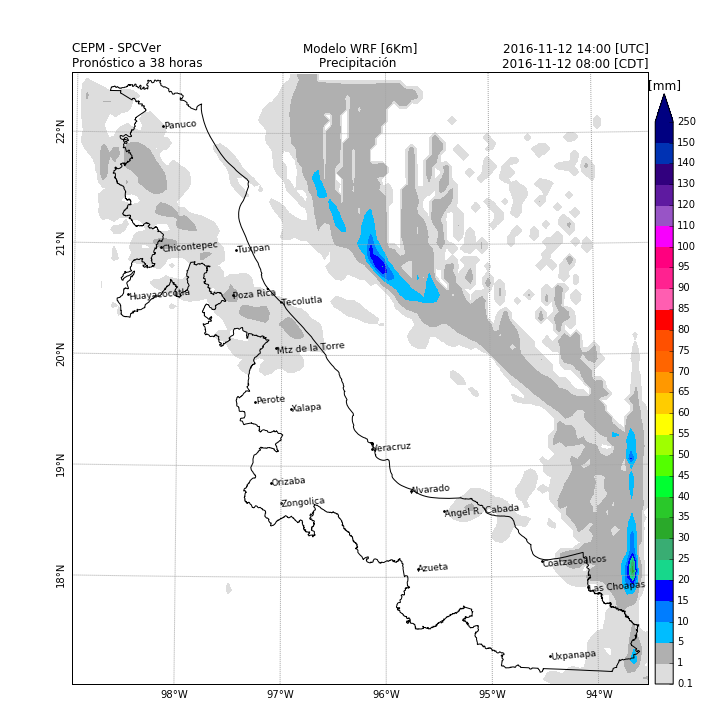 CEPM - SPCVer
Modelo WRF [6Km]
2016-11-12 14:00 [UTC]
Pronóstico a 38 horas
Precipitación
2016-11-12 08:00 [CDT]
[mm]
250
150
140
130
120
110
100
95
90
85
80
75
70
65
60
55
50
45
40
35
30
25
20
15
10
5
1
0.1
22°N
21°N
20°N
19°N
18°N
98°W
97°W
96°W
95°W
94°W
Panuco
Chicontepec
Tuxpan
Huayacocotla
Poza Rica
Tecolutla
Mtz de la Torre
Perote
Xalapa
Veracruz
Orizaba
Alvarado
Zongolica
Angel R. Cabada
Azueta
Coatzacoalcos
Las Choapas
Uxpanapa